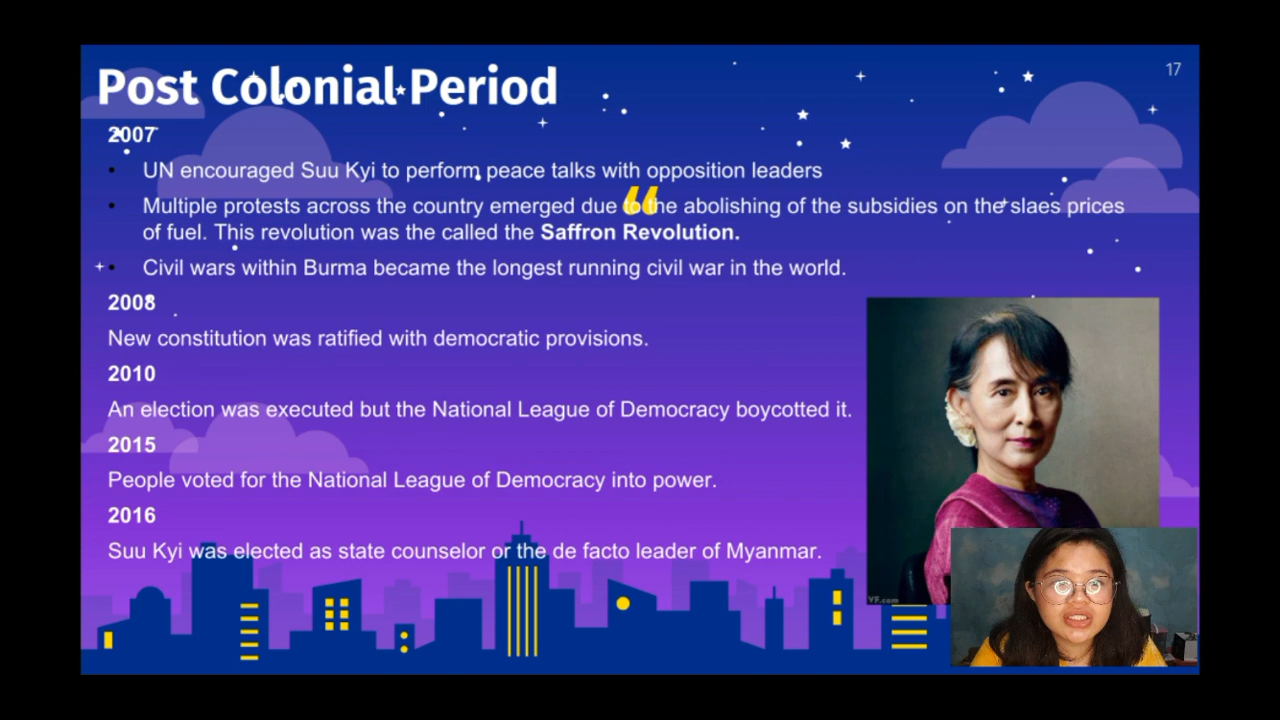 Post Colonial Period
17
2007
• UN encouraged Suu Kyi to perform peace talks with opposition leaders
• Multiple protests across the country emerged due to the abolishing of the subsidies on the slaes prices
of fuel. This revolution was the called the Saffron Revolution.
• Civil wars within Burma became the longest running civil war in the world.
2008
New constitution was ratified with democratic provisions.
2010
An election was executed but the National League of Democracy boycotted it.
2015
People voted for the National League of Democracy into power.
2016
Suu Kyi was elected as state counselor or the de facto leader of Myanmar.
VF.com